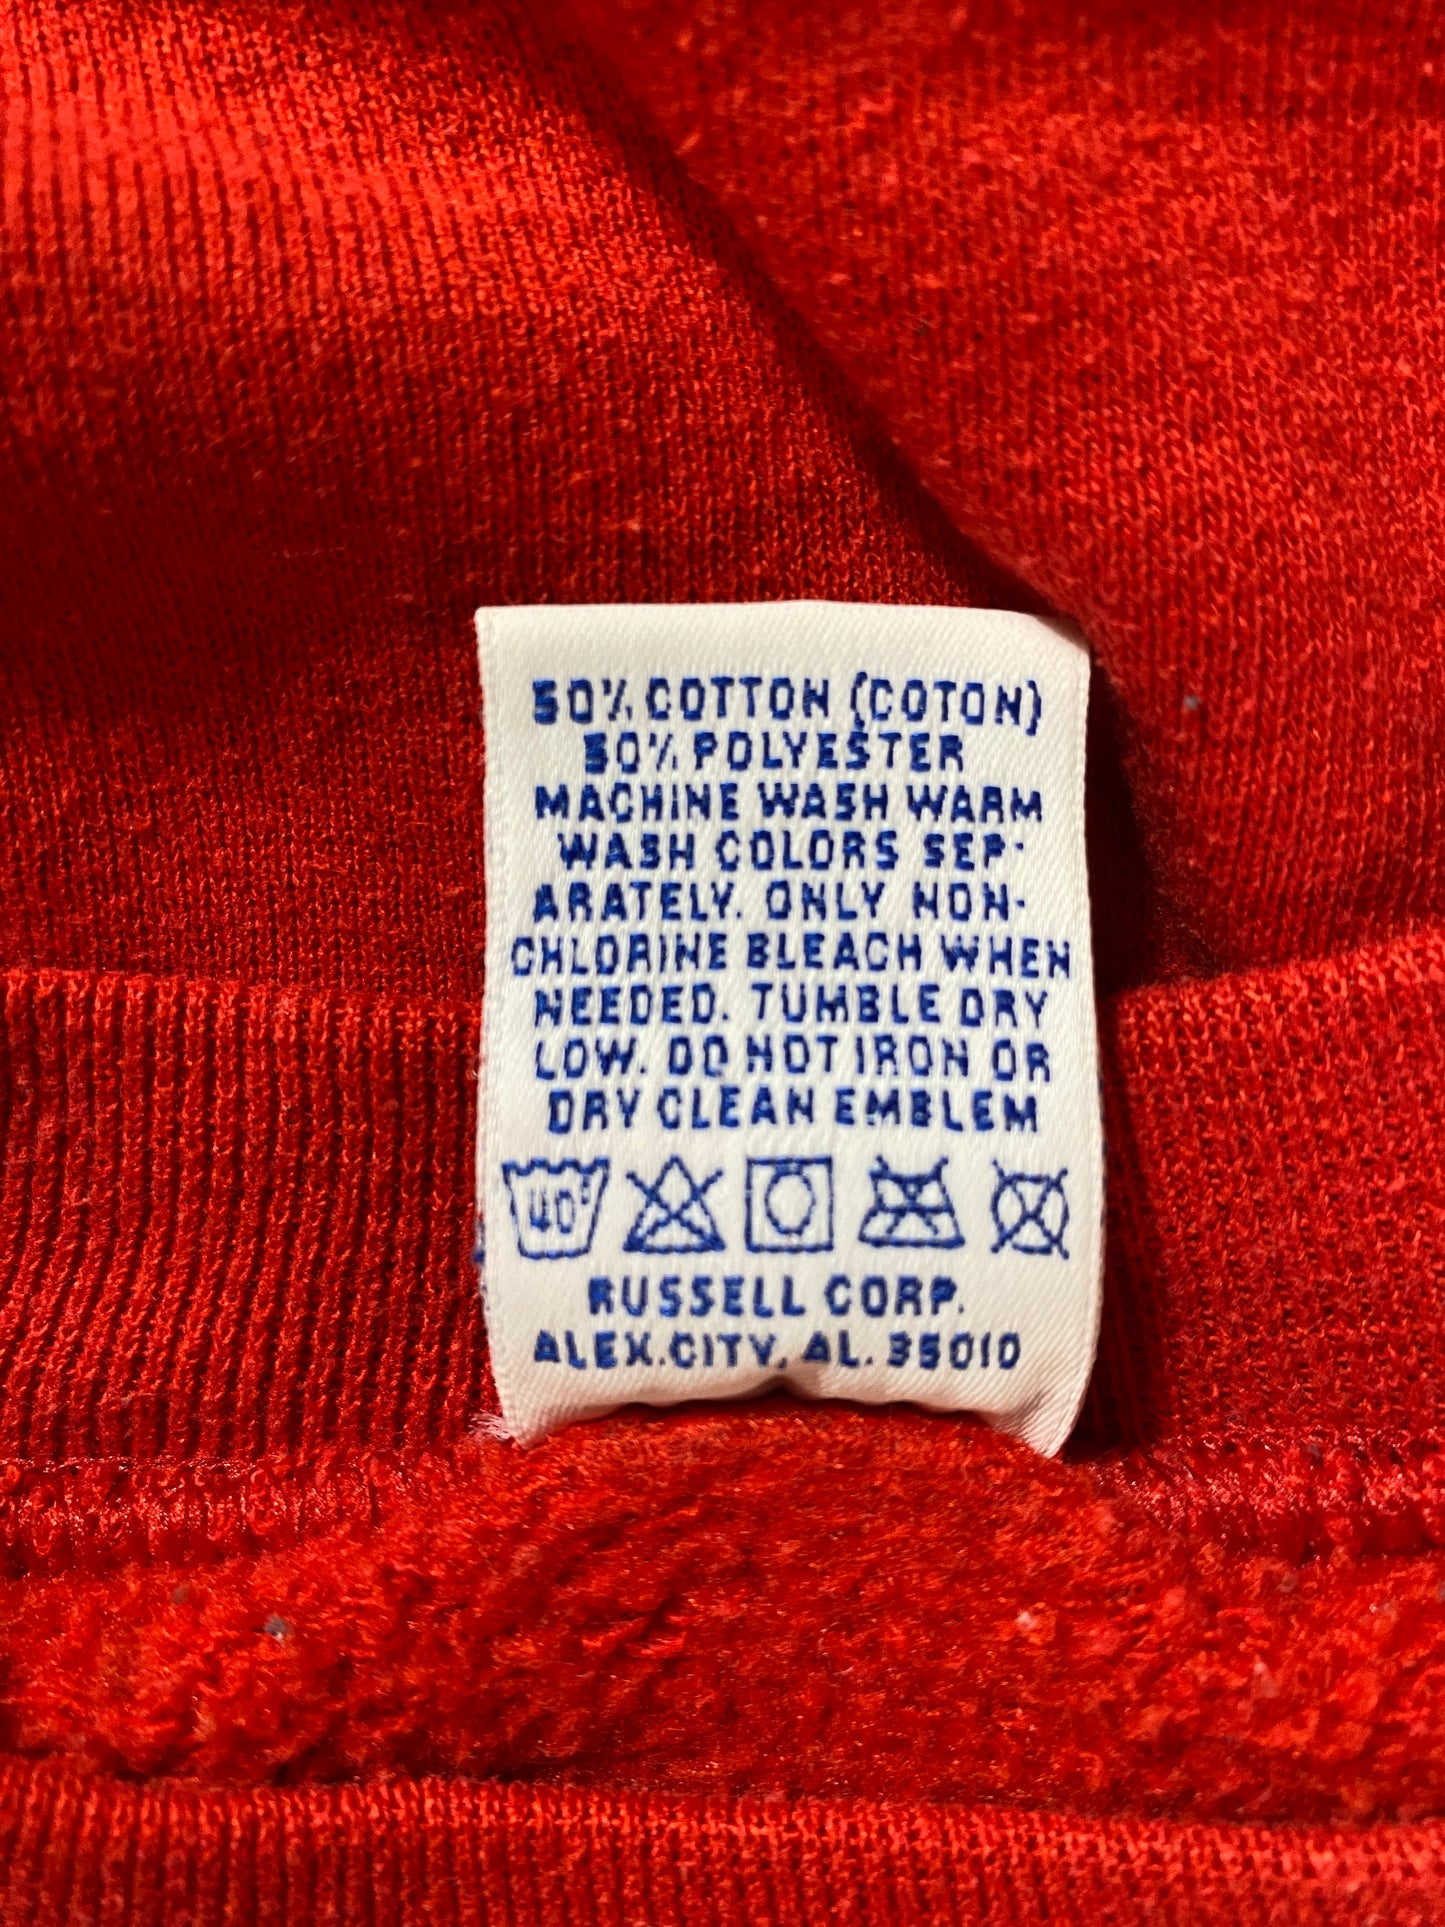 50% COTTON (COTON)
50% POLYESTER
MACHINE WASH WARM
WASH COLORS SEP-
ARATELY. ONLY NON-
CHLORINE BLEACH WHEN
NEEDED. TUMBLE DRY
LOW. DO NOT IRON OR
DRY CLEAN EMBLEM
40°
RUSSELL CORP.
ALEX.CITY, AL. 35010